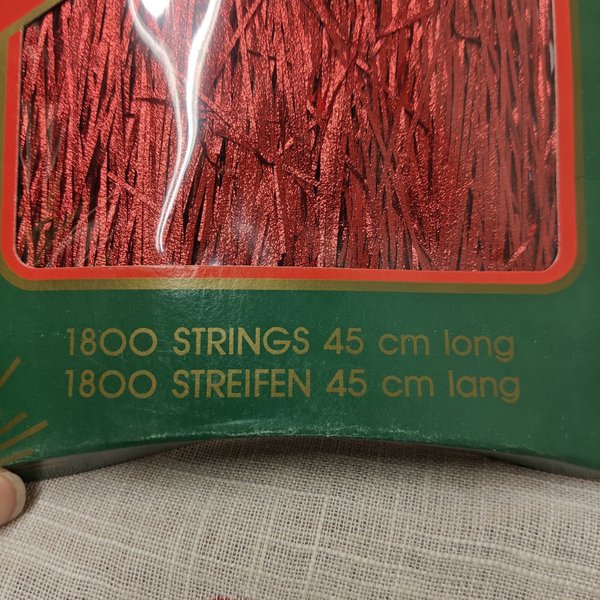 1800 STRINGS 45 cm long
1800 STREIFEN 45 cm lang